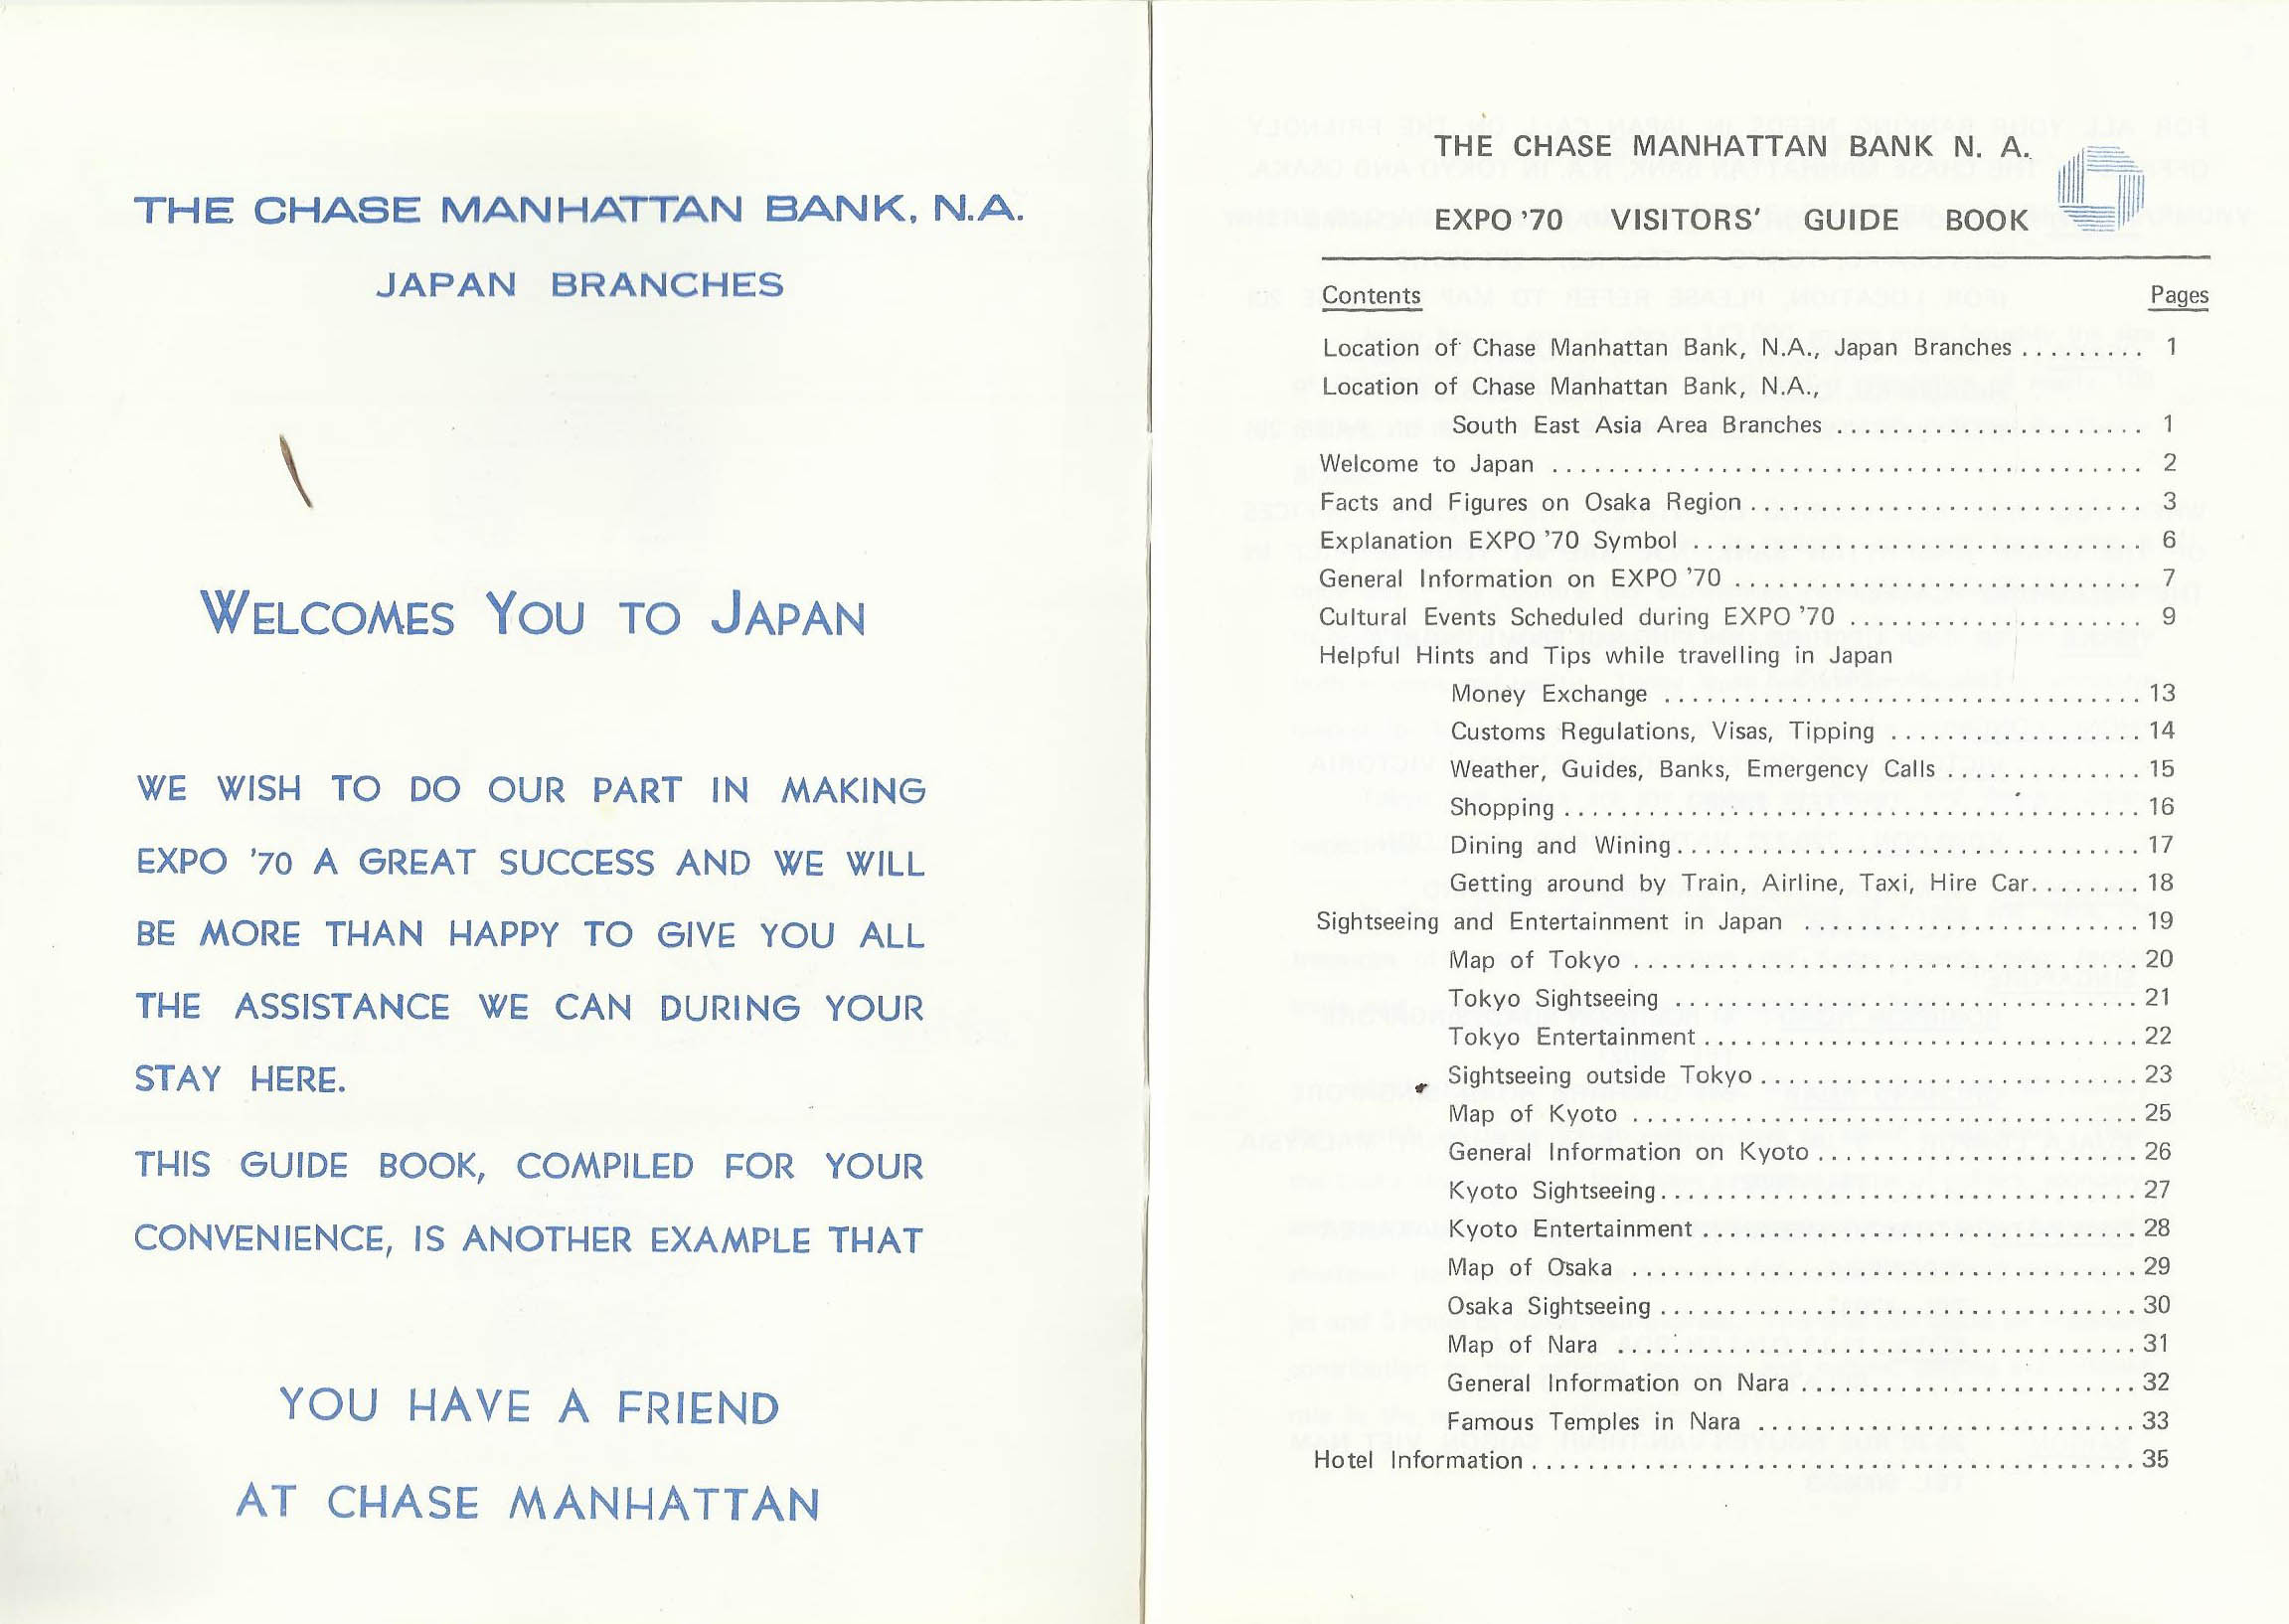 THE CHASE MANHATTAN BANK, N.A.
JAPAN BRANCHES
WELCOMES YOU TO JAPAN
WE WISH TO DO OUR PART IN MAKING
EXPO '70 A GREAT SUCCESS AND WE WILL
BE MORE THAN HAPPY TO GIVE YOU ALL
THE ASSISTANCE WE CAN DURING YOUR
STAY HERE.
THIS GUIDE BOOK, COMPILED FOR YOUR
CONVENIENCE, IS ANOTHER EXAMPLE THAT
YOU HAVE A FRIEND
AT CHASE MANHATTAN
THE CHASE MANHATTAN BANK N. A.
EXPO '70 VISITORS' GUIDE BOOK
Contents Pages
Location of Chase Manhattan Bank, N.A., Japan Branches ......... 1
Location of Chase Manhattan Bank, N.A.,
South East Asia Area Branches ...................... 1
Welcome to Japan .......................................... 2
Facts and Figures on Osaka Region ............................ 3
Explanation EXPO '70 Symbol ................................ 6
General Information on EXPO '70 ............................. 7
Cultural Events Scheduled during EXPO '70 ..................... 9
Helpful Hints and Tips while travelling in Japan
Money Exchange .................................. 13
Customs Regulations, Visas, Tipping .................. 14
Weather, Guides, Banks, Emergency Calls .............. 15
Shopping ......................................... 16
Dining and Wining ................................. 17
Getting around by Train, Airline, Taxi, Hire Car ........ 18
Sightseeing and Entertainment in Japan ........................ 19
Map of Tokyo .................................... 20
Tokyo Sightseeing ................................. 21
Tokyo Entertainment ............................... 22
Sightseeing outside Tokyo ........................... 23
Map of Kyoto .................................... 25
General Information on Kyoto ....................... 26
Kyoto Sightseeing .................................. 27
Kyoto Entertainment ............................... 28
Map of Osaka .................................... 29
Osaka Sightseeing .................................. 30
Map of Nara ..................................... 31
General Information on Nara ........................ 32
Famous Temples in Nara ........................... 33
Hotel Information ........................................... 35